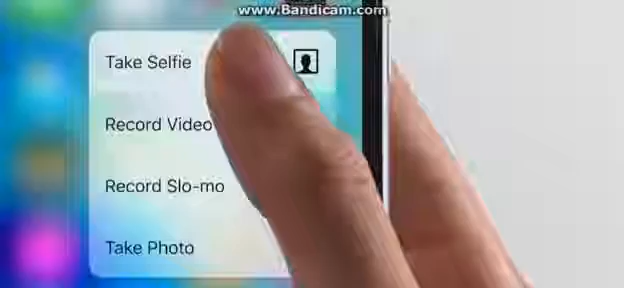 www.Bandicam.com
Take Selfie
Record Video
Record Slo-mo
Take Photo